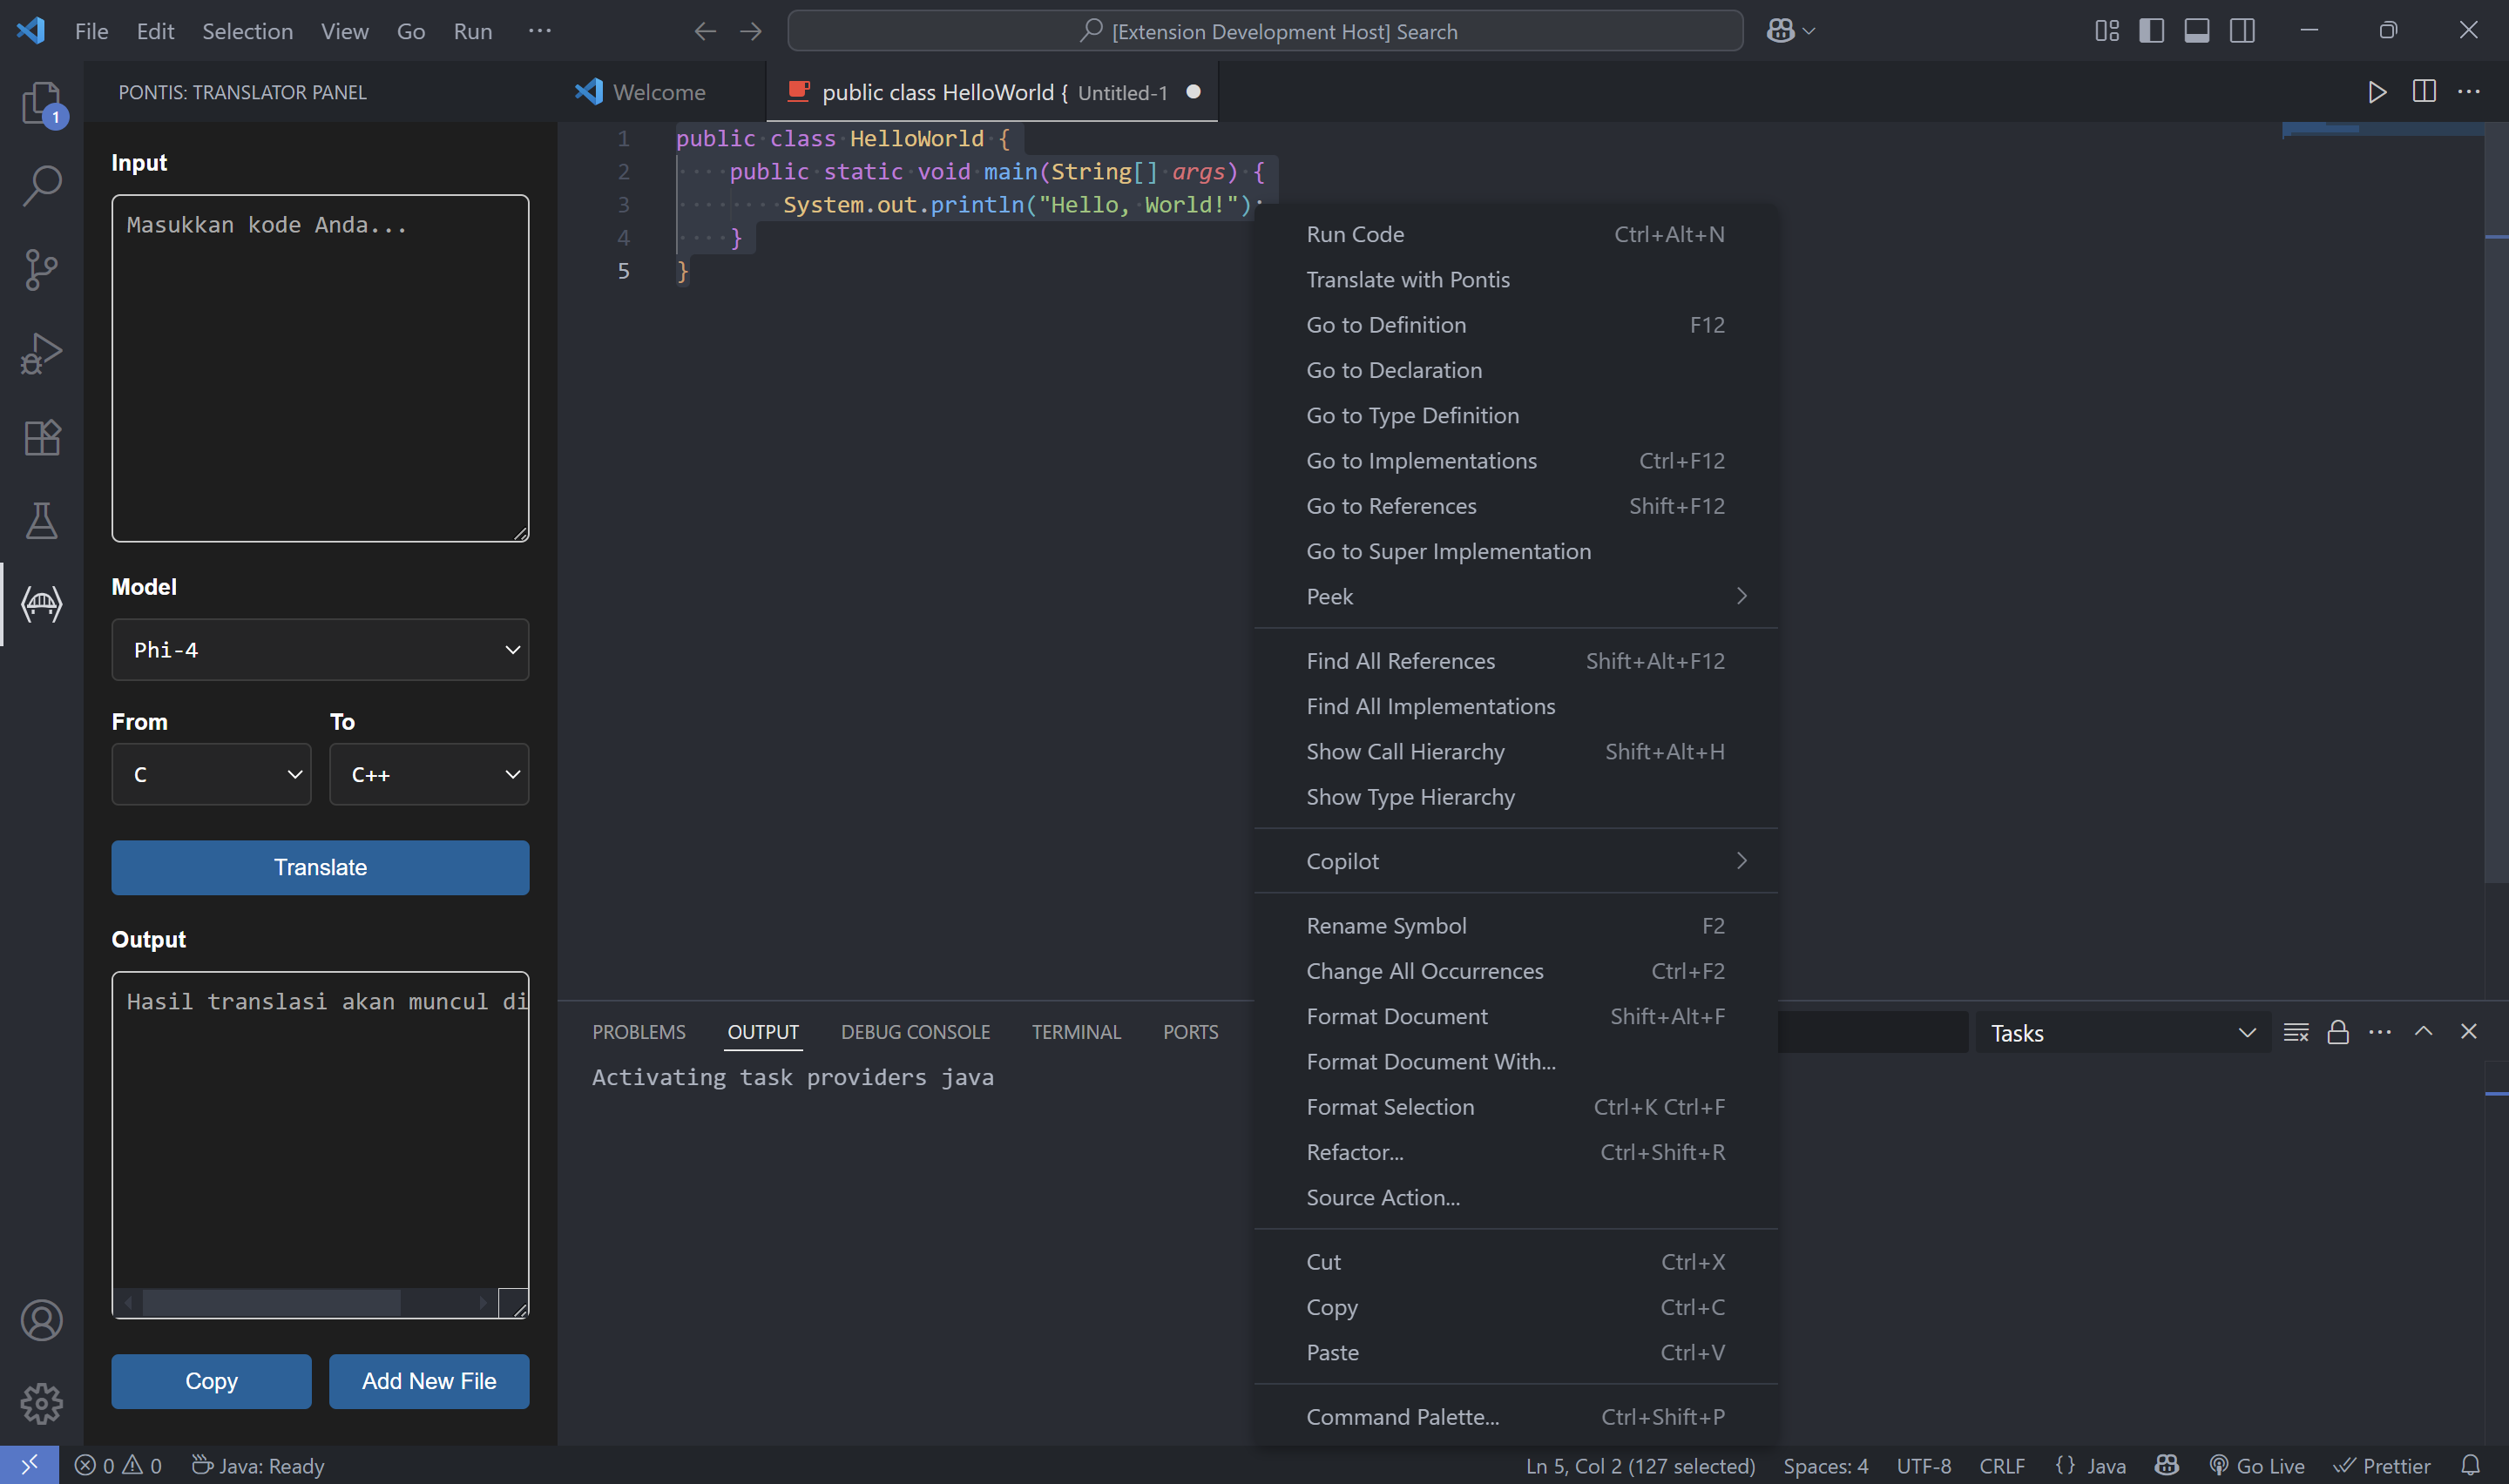 File Edit Selection View Go Run ···
[Extension Development Host] Search
PONTIS: TRANSLATOR PANEL
Welcome
public class HelloWorld { Untitled-1
1
Input
Masukkan kode Anda...
Model
Phi-4
From To
C C++
Translate
Output
Hasil translasi akan muncul di
Copy Add New File
1 public class HelloWorld {
2 public static void main(String[] args) {
3 System.out.println("Hello, World!");
4 }
5 }
Run Code Ctrl+Alt+N
Translate with Pontis
Go to Definition F12
Go to Declaration
Go to Type Definition
Go to Implementations Ctrl+F12
Go to References Shift+F12
Go to Super Implementation
Peek
Find All References Shift+Alt+F12
Find All Implementations
Show Call Hierarchy Shift+Alt+H
Show Type Hierarchy
Copilot
Rename Symbol F2
Change All Occurrences Ctrl+F2
Format Document Shift+Alt+F
Format Document With...
Format Selection Ctrl+K Ctrl+F
Refactor... Ctrl+Shift+R
Source Action...
Cut Ctrl+X
Copy Ctrl+C
Paste Ctrl+V
Command Palette... Ctrl+Shift+P
PROBLEMS OUTPUT DEBUG CONSOLE TERMINAL PORTS
Tasks
Activating task providers java
0 0 Java: Ready
Ln 5, Col 2 (127 selected) Spaces: 4 UTF-8 CRLF {} Java Go Live Prettier